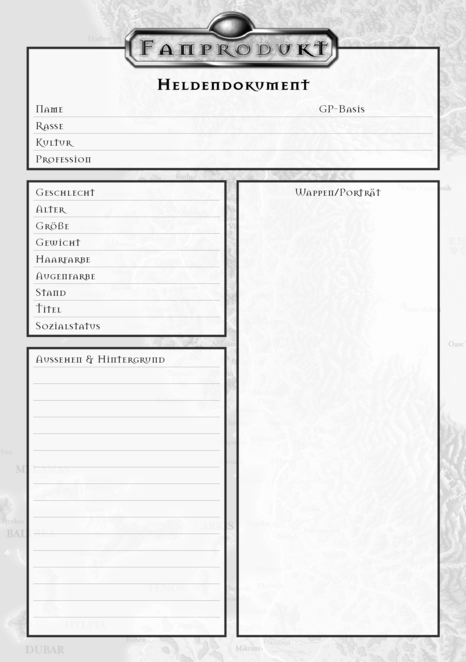 Fanprodukt
Heldendokument
Name GP-Basis
Rasse
Kultur
Profession
Geschlecht
Alter
Größe
Gewicht
Haarfarbe
Augenfarbe
Stand
Titel
Sozialstatus
Wappen/Porträt
Aussehen & Hintergrund
DUBAR